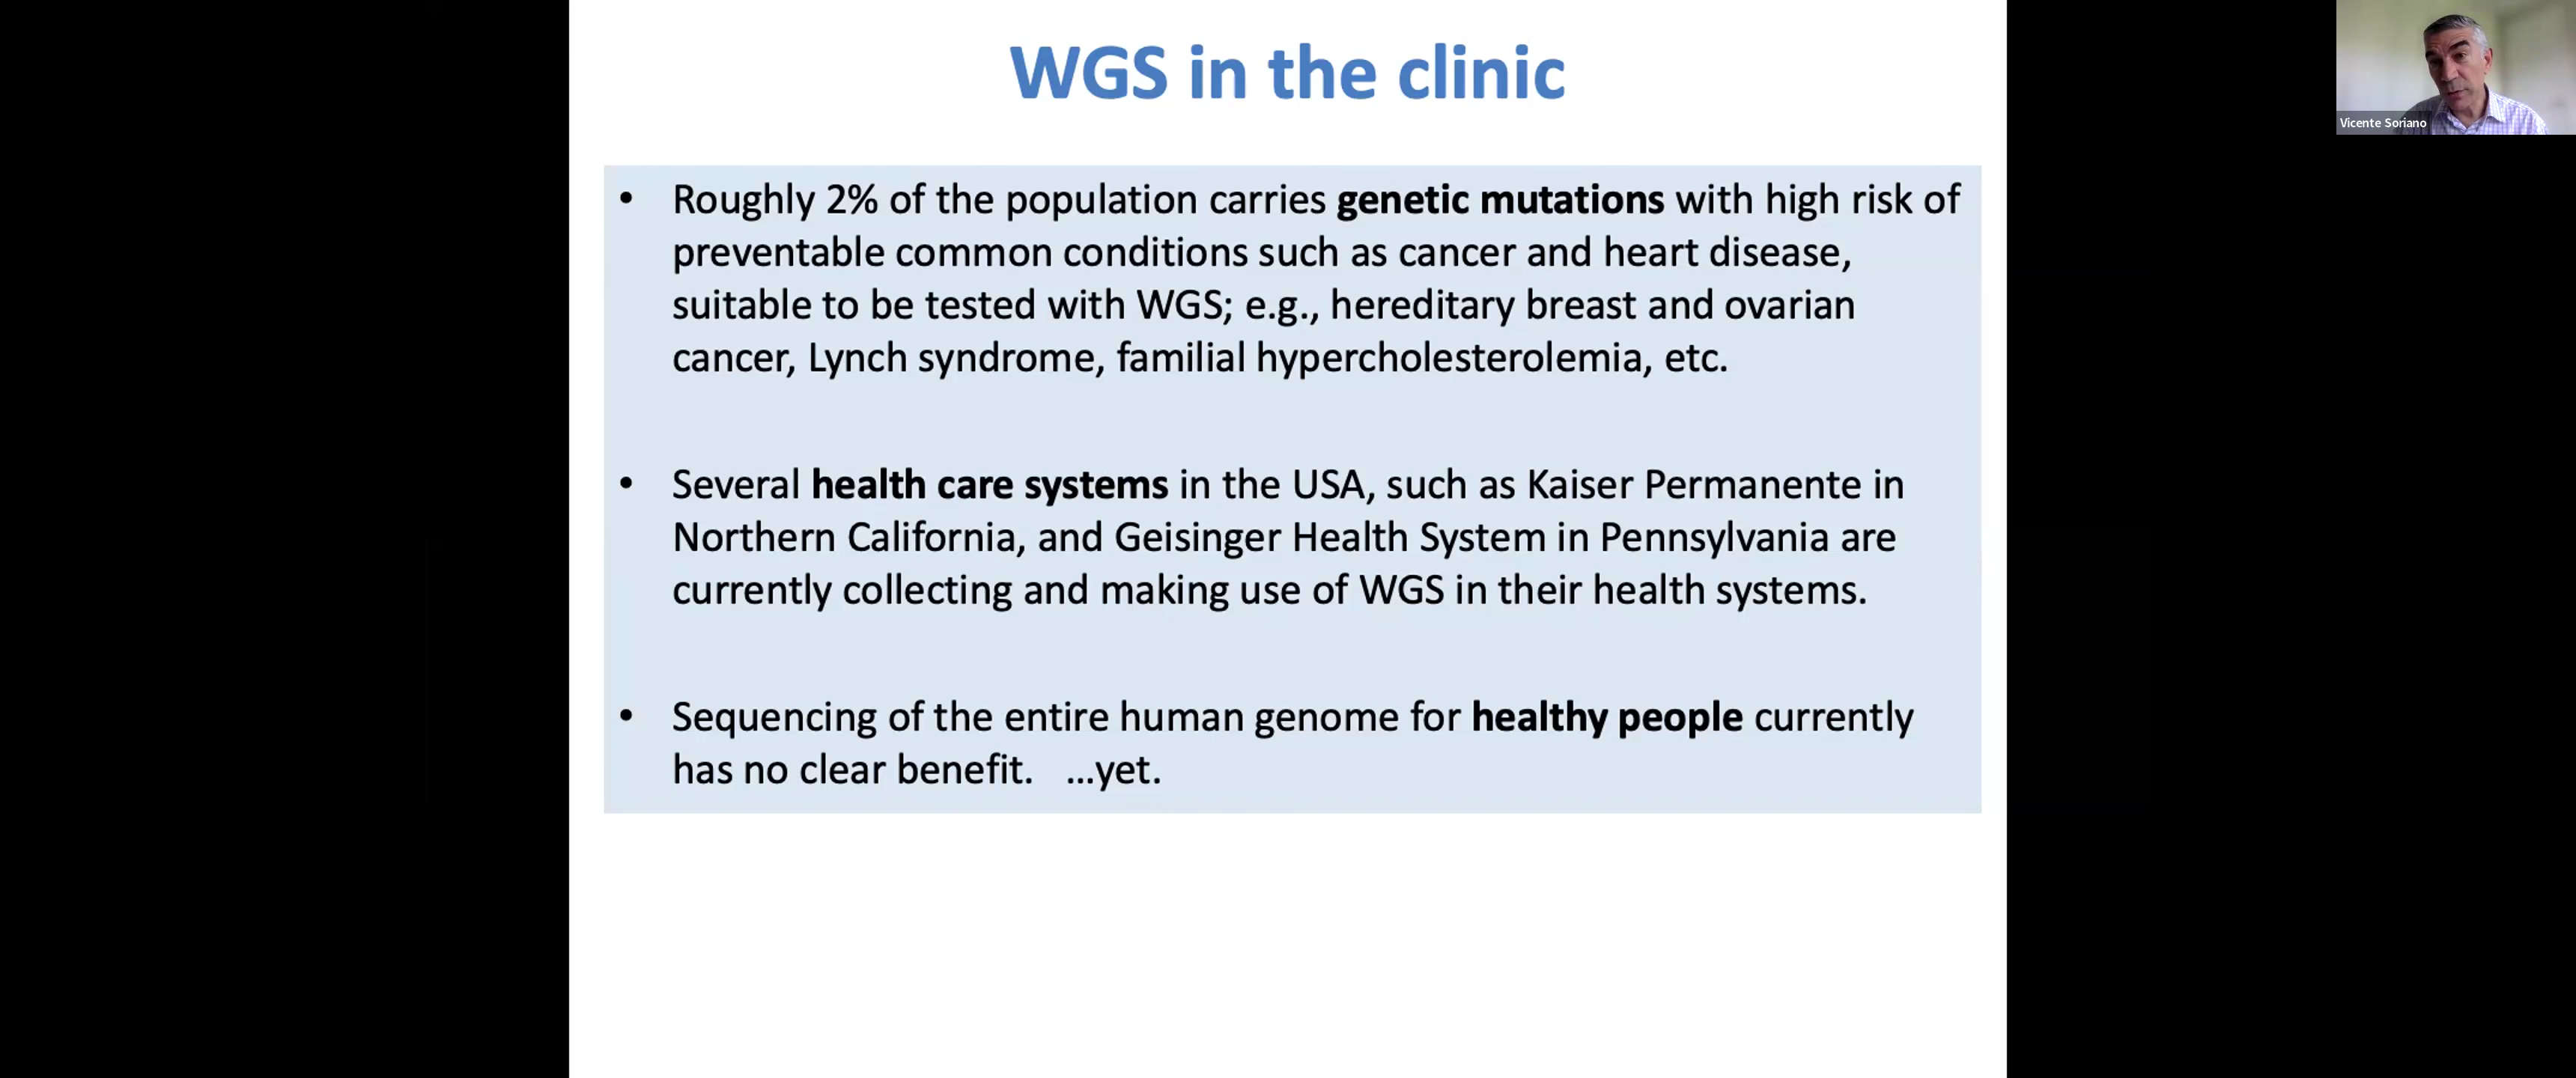 WGS in the clinic
Vicente Soriano
• Roughly 2% of the population carries genetic mutations with high risk of
preventable common conditions such as cancer and heart disease,
suitable to be tested with WGS; e.g., hereditary breast and ovarian
cancer, Lynch syndrome, familial hypercholesterolemia, etc.
• Several health care systems in the USA, such as Kaiser Permanente in
Northern California, and Geisinger Health System in Pennsylvania are
currently collecting and making use of WGS in their health systems.
• Sequencing of the entire human genome for healthy people currently
has no clear benefit. ...yet.